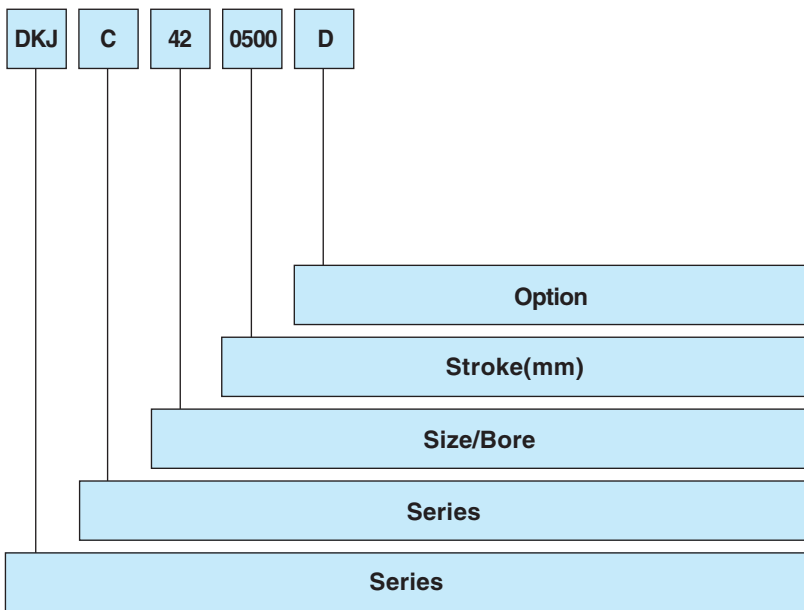 DKJ C 42 0500 D
Option
Stroke(mm)
Size/Bore
Series
Series